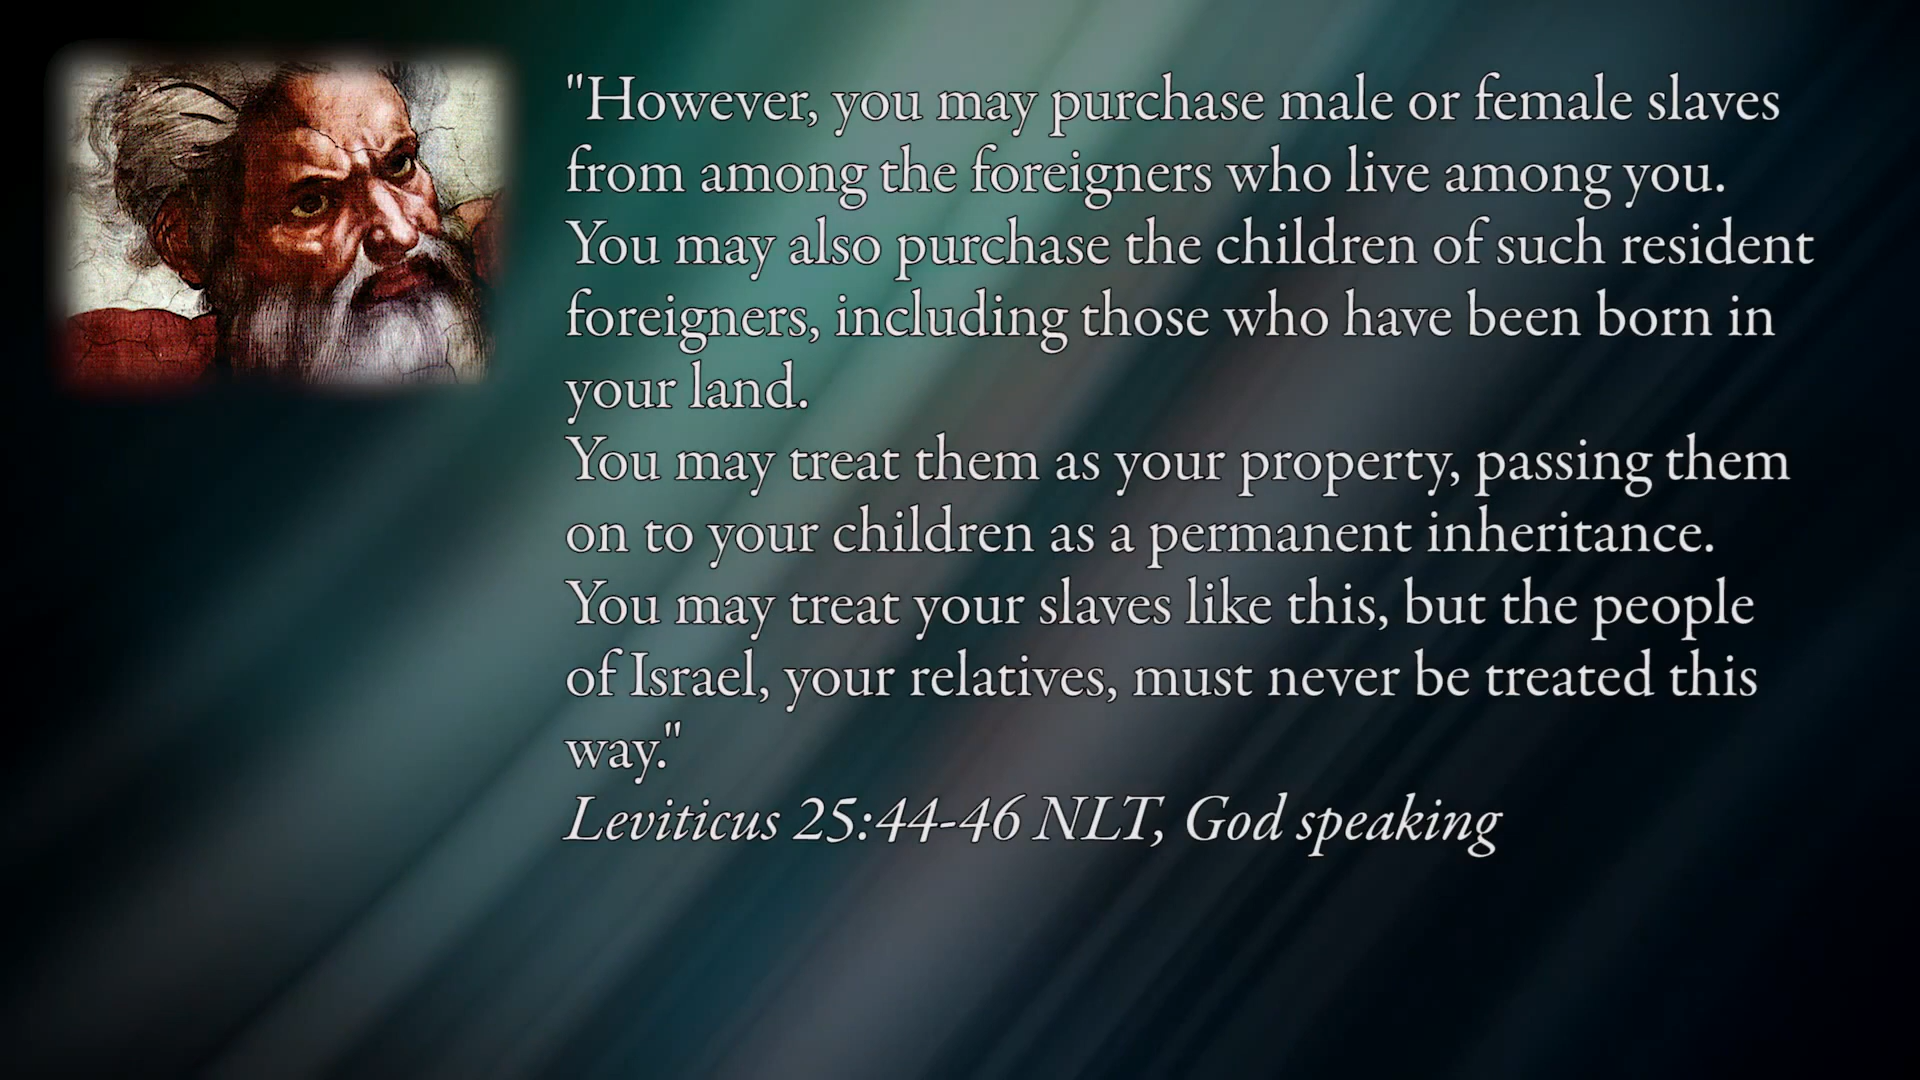 "However, you may purchase male or female slaves
from among the foreigners who live among you.
You may also purchase the children of such resident
foreigners, including those who have been born in
your land.
You may treat them as your property, passing them
on to your children as a permanent inheritance.
You may treat your slaves like this, but the people
of Israel, your relatives, must never be treated this
way."
Leviticus 25:44-46 NLT, God speaking